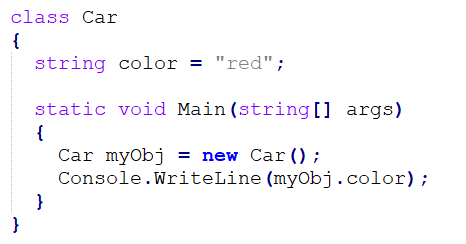 class Car
{
  string color = "red";

  static void Main(string[] args)
  {
    Car myObj = new Car();
    Console.WriteLine(myObj.color);
  }
}